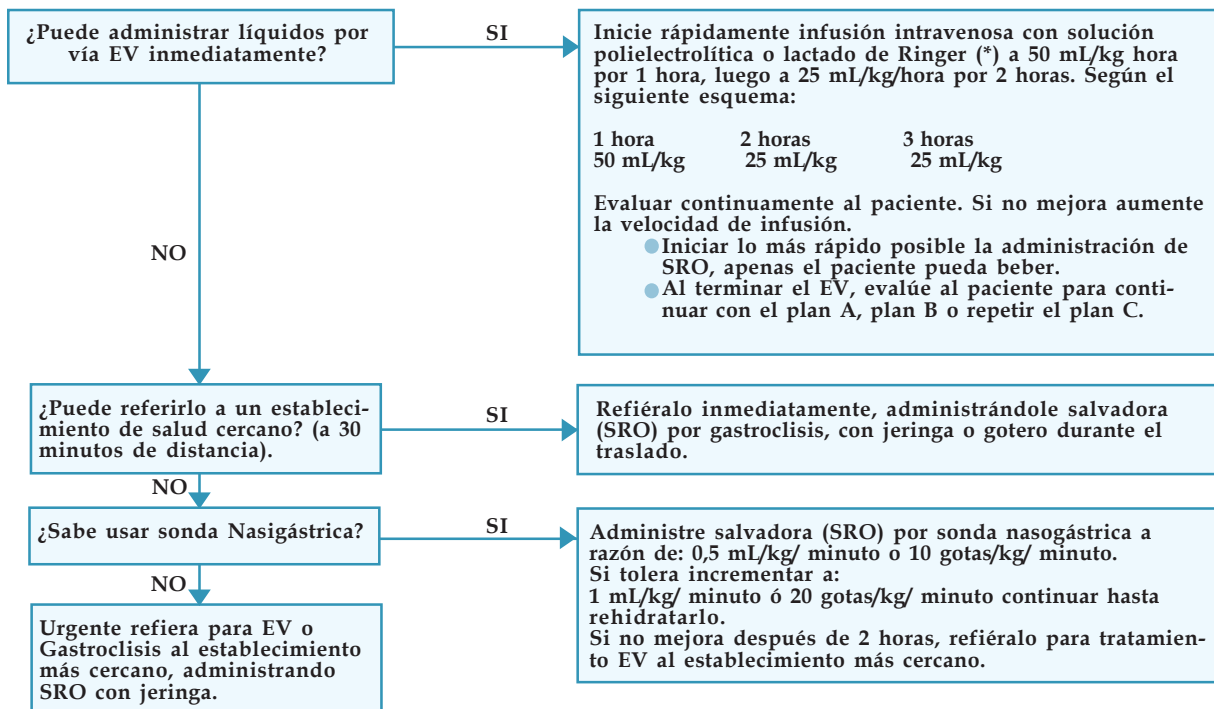 ¿Puede administrar líquidos por
vía EV inmediatamente?
SI
Inicie rápidamente infusión intravenosa con solución
polielectrolítica o lactado de Ringer (*) a 50 mL/kg hora
por 1 hora, luego a 25 mL/kg/hora por 2 horas. Según el
siguiente esquema:
1 hora 2 horas 3 horas
50 mL/kg 25 mL/kg 25 mL/kg
Evaluar continuamente al paciente. Si no mejora aumente
la velocidad de infusión.
Iniciar lo más rápido posible la administración de
SRO, apenas el paciente pueda beber.
Al terminar el EV, evalúe al paciente para conti-
nuar con el plan A, plan B o repetir el plan C.
NO
¿Puede referirlo a un estableci-
miento de salud cercano? (a 30
minutos de distancia).
SI
Refiéralo inmediatamente, administrándole salvadora
(SRO) por gastroclisis, con jeringa o gotero durante el
traslado.
NO
¿Sabe usar sonda Nasigástrica?
SI
Administre salvadora (SRO) por sonda nasogástrica a
razón de: 0,5 mL/kg/ minuto o 10 gotas/kg/ minuto.
Si tolera incrementar a:
1 mL/kg/ minuto ó 20 gotas/kg/ minuto continuar hasta
rehidratarlo.
Si no mejora después de 2 horas, refiéralo para tratamien-
to EV al establecimiento más cercano.
NO
Urgente refiera para EV o
Gastroclisis al establecimiento
más cercano, administrando
SRO con jeringa.